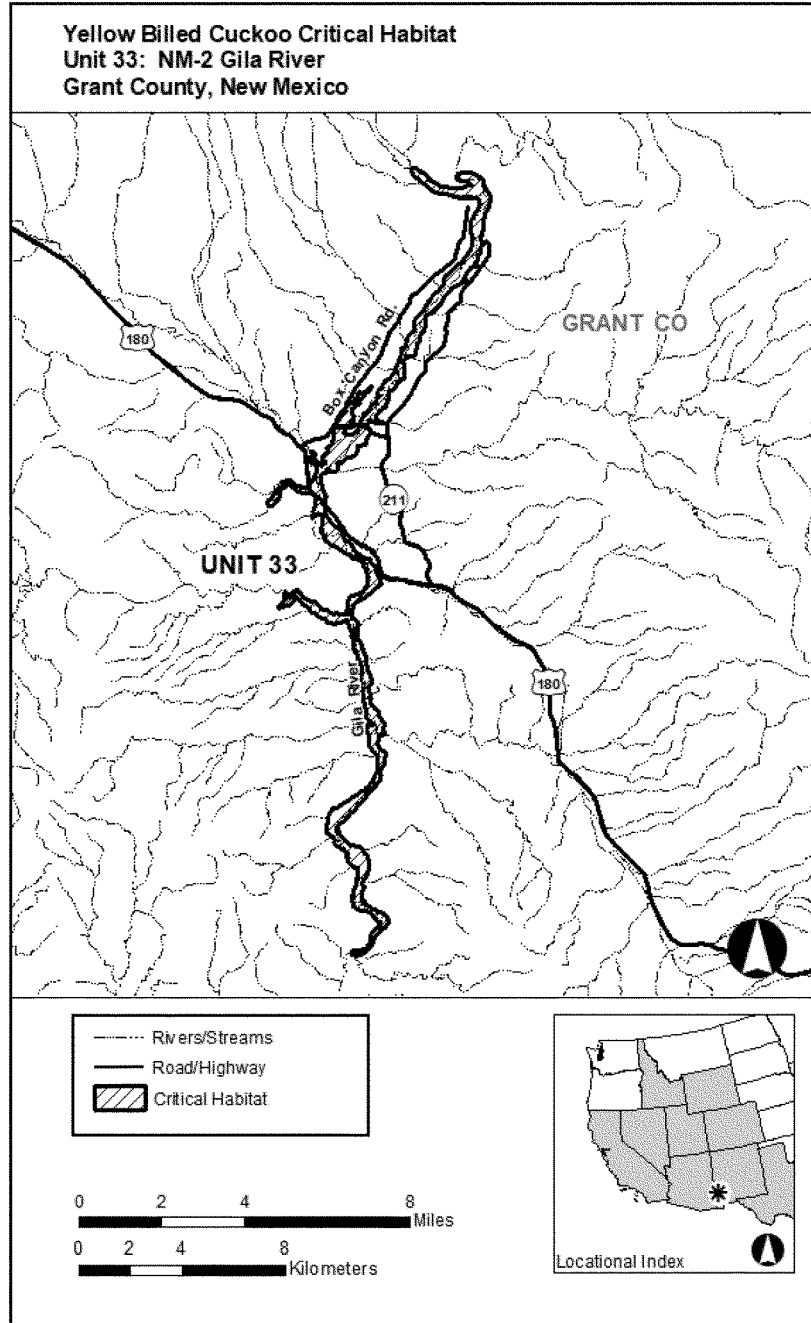 Yellow Billed Cuckoo Critical Habitat
Unit 33: NM-2 Gila River
Grant County, New Mexico
GRANT CO
180
Box Canyon Rd.
211
UNIT 33
180
Gila River
Rivers/Streams
Road/Highway
Critical Habitat
0 2 4 8
Miles
0 2 4 8
Kilometers
Locational Index